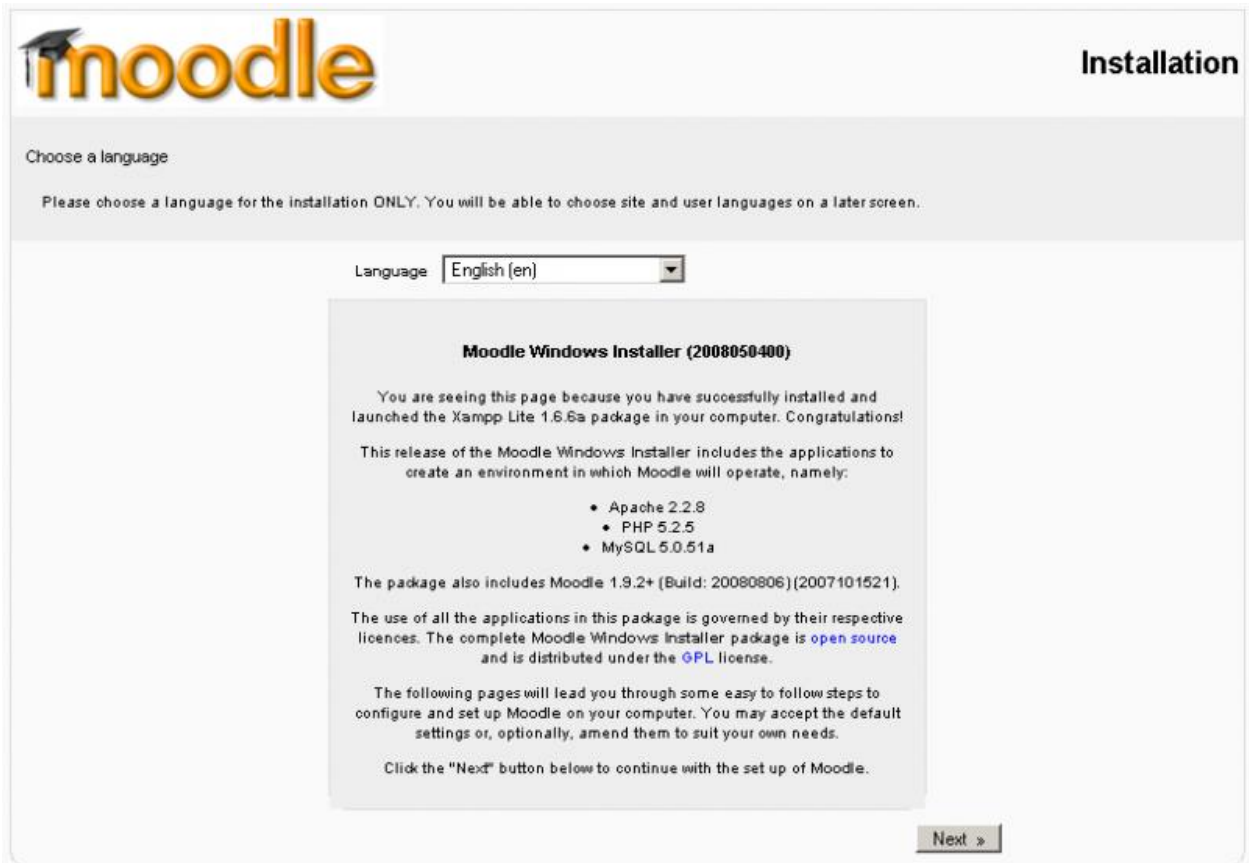 moodle
Installation
Choose a language
Please choose a language for the installation ONLY. You will be able to choose site and user languages on a later screen.
Language English (en)
Moodle Windows Installer (2008050400)
You are seeing this page because you have successfully installed and
launched the Xampp Lite 1.6.6a package in your computer. Congratulations!
This release of the Moodle Windows Installer includes the applications to
create an environment in which Moodle will operate, namely:
• Apache 2.2.8
• PHP 5.2.5
• MySQL 5.0.51a
The package also includes Moodle 1.9.2+ (Build: 20080806) (2007101521).
The use of all the applications in this package is governed by their respective
licences. The complete Moodle Windows Installer package is open source
and is distributed under the GPL license.
The following pages will lead you through some easy to follow steps to
configure and set up Moodle on your computer. You may accept the default
settings or, optionally, amend them to suit your own needs.
Click the "Next" button below to continue with the set up of Moodle.
Next »